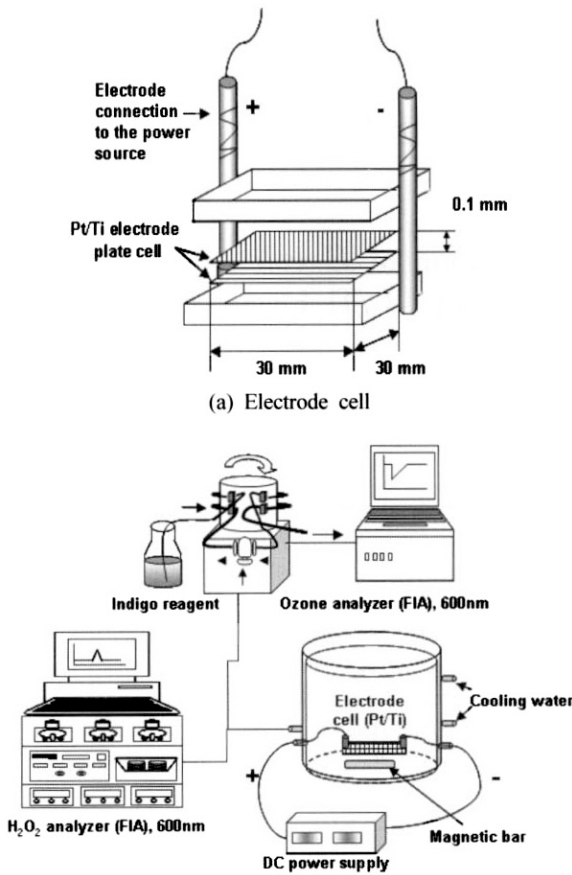 Electrode
connection
to the power
source
+
-
0.1 mm
Pt/Ti electrode
plate cell
30 mm
30 mm
(a) Electrode cell
Indigo reagent
Ozone analyzer (FIA), 600nm
Electrode
cell (Pt/Ti)
Cooling water
+
-
H₂O₂ analyzer (FIA), 600nm
Magnetic bar
DC power supply